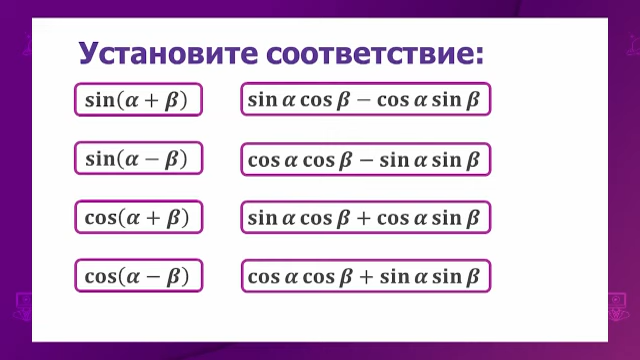 Установите соответствие:
sin(α + β) sin α cos β − cos α sin β
sin(α − β) cos α cos β − sin α sin β
cos(α + β) sin α cos β + cos α sin β
cos(α − β) cos α cos β + sin α sin β